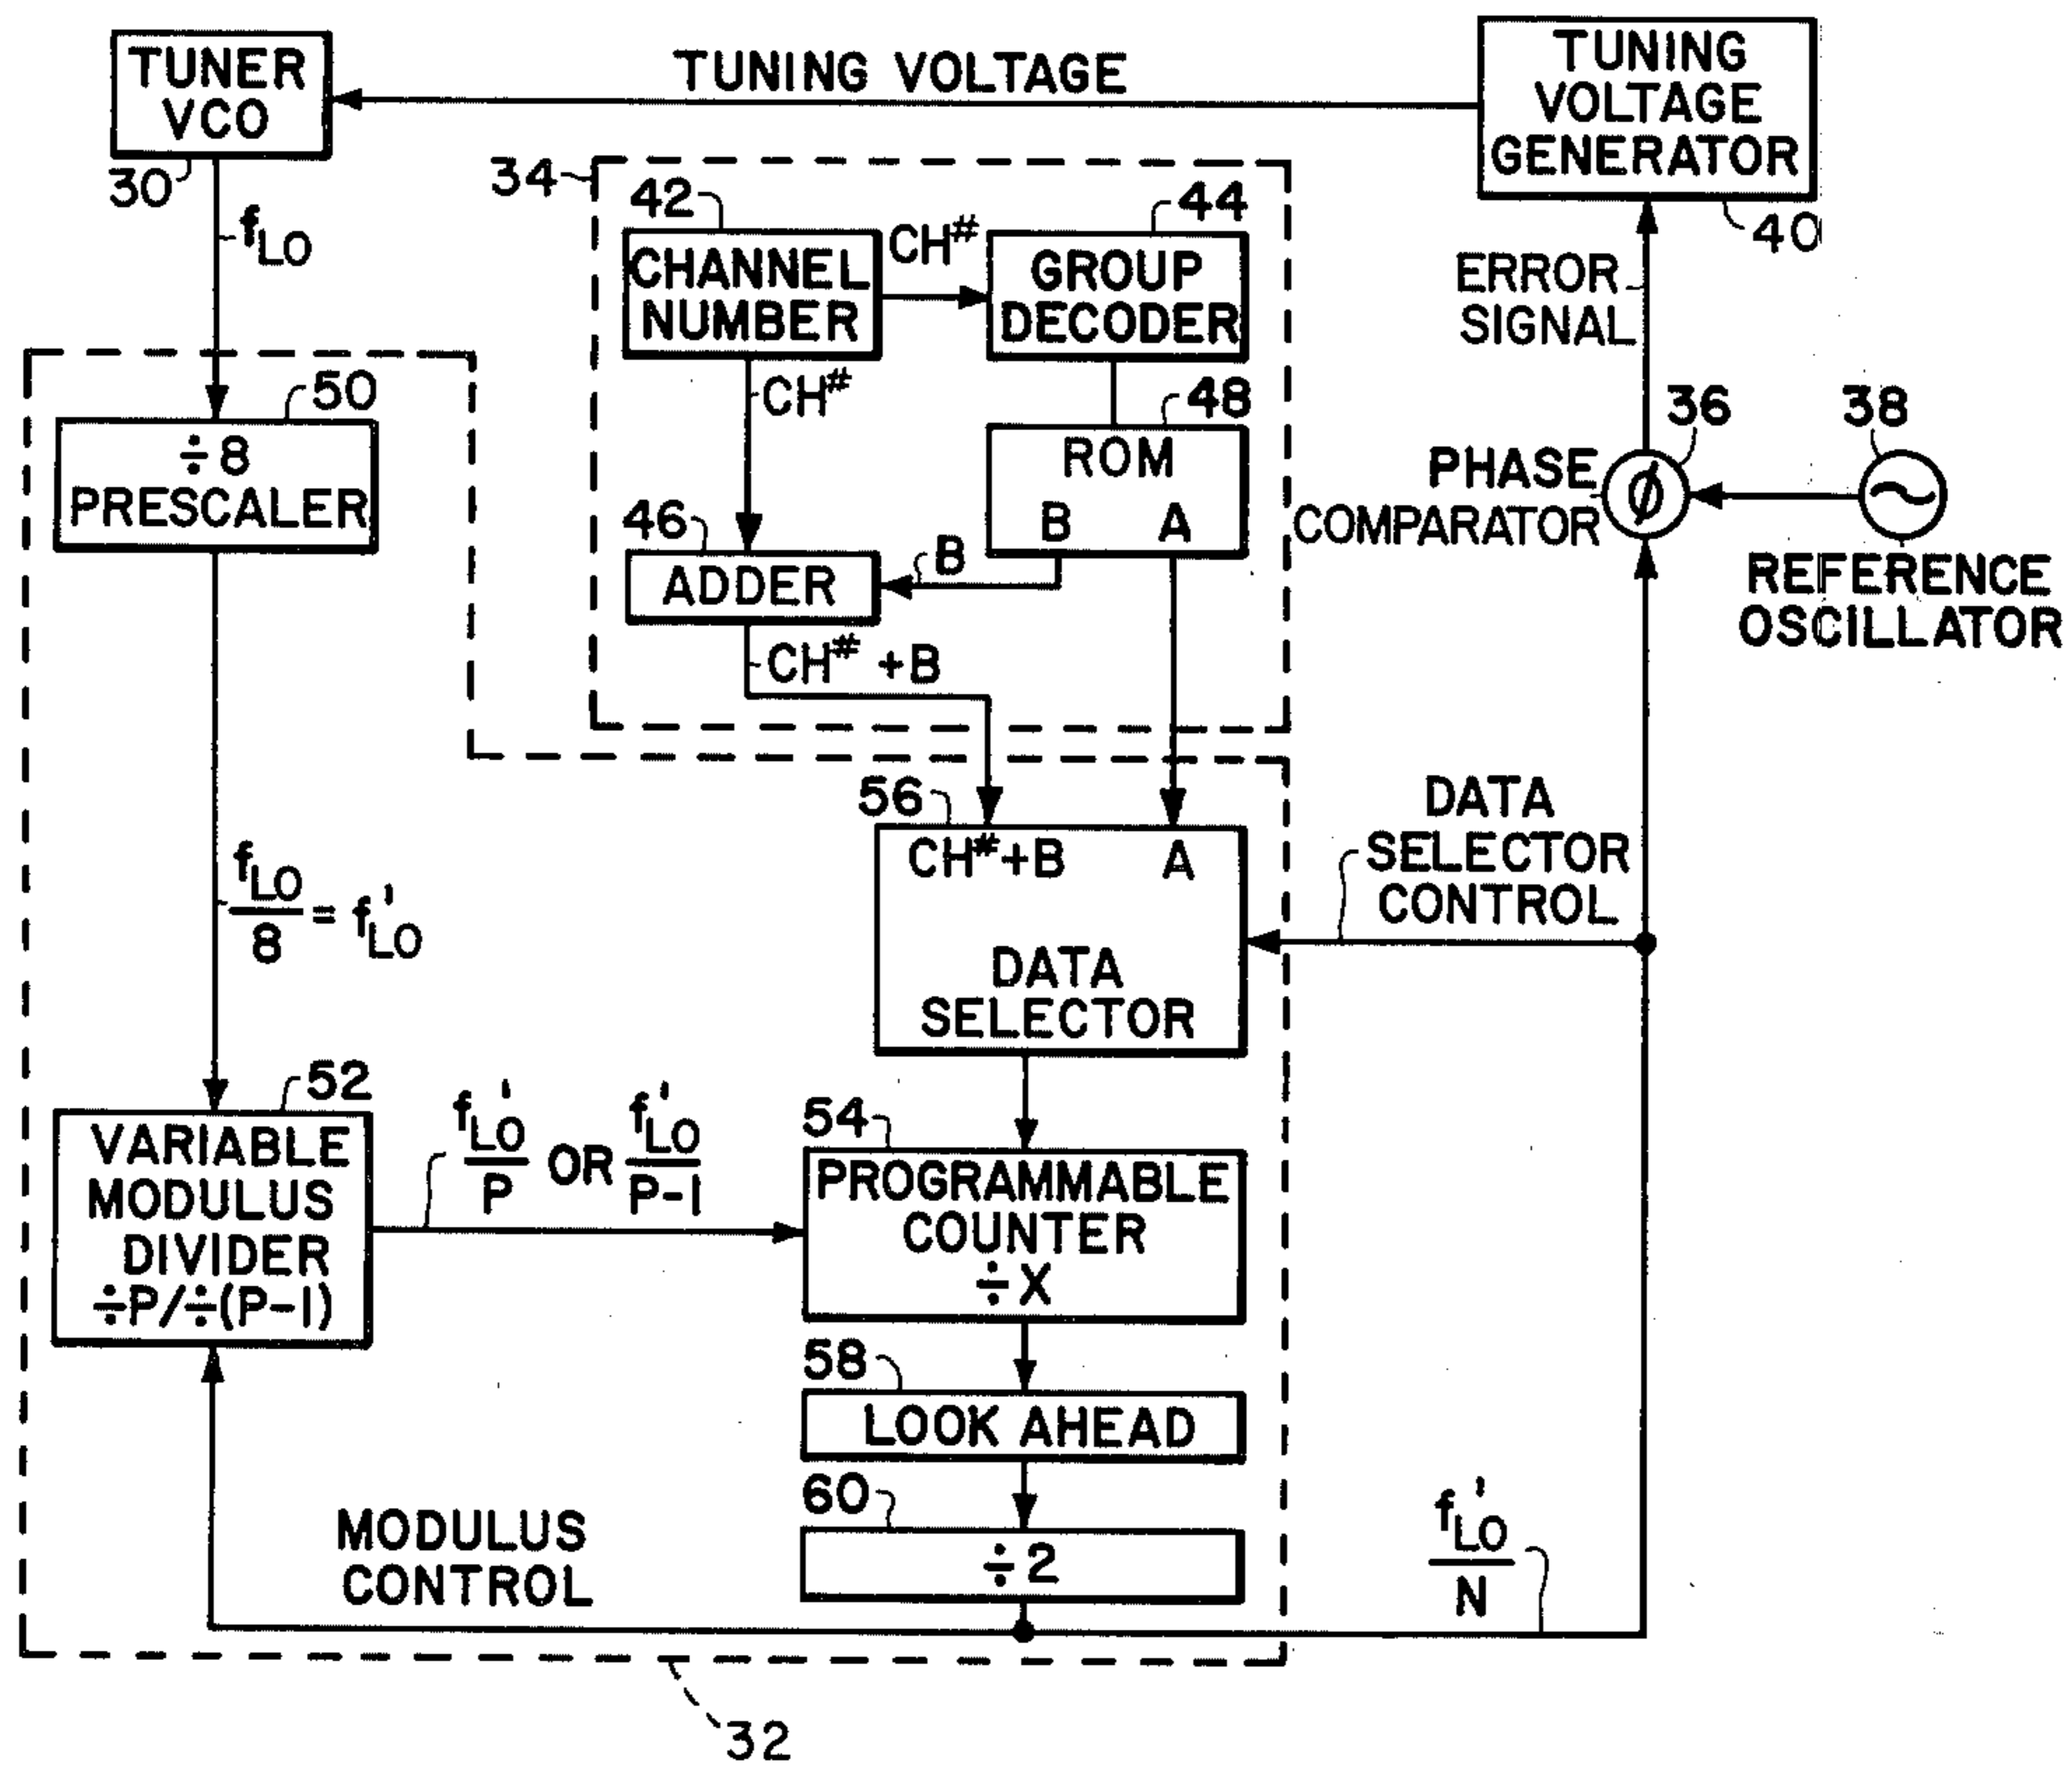 TUNER
VCO
30
TUNING VOLTAGE
TUNING
VOLTAGE
GENERATOR
40
fLO
34
42
CHANNEL
NUMBER
CH#
44
GROUP
DECODER
CH#
48
ROM
B A
46
ADDER
B
CH# +B
ERROR
SIGNAL
36
38
PHASE
COMPARATOR
ϕ
REFERENCE
OSCILLATOR
50
÷8
PRESCALER
fLO/8 = f'LO
56
CH#+B A
DATA
SELECTOR
DATA
SELECTOR
CONTROL
52
VARIABLE
MODULUS
DIVIDER
÷P/÷(P-1)
f'LO/P OR f'LO/P-1
54
PROGRAMMABLE
COUNTER
÷X
58
LOOK AHEAD
60
÷2
MODULUS
CONTROL
f'LO/N
32